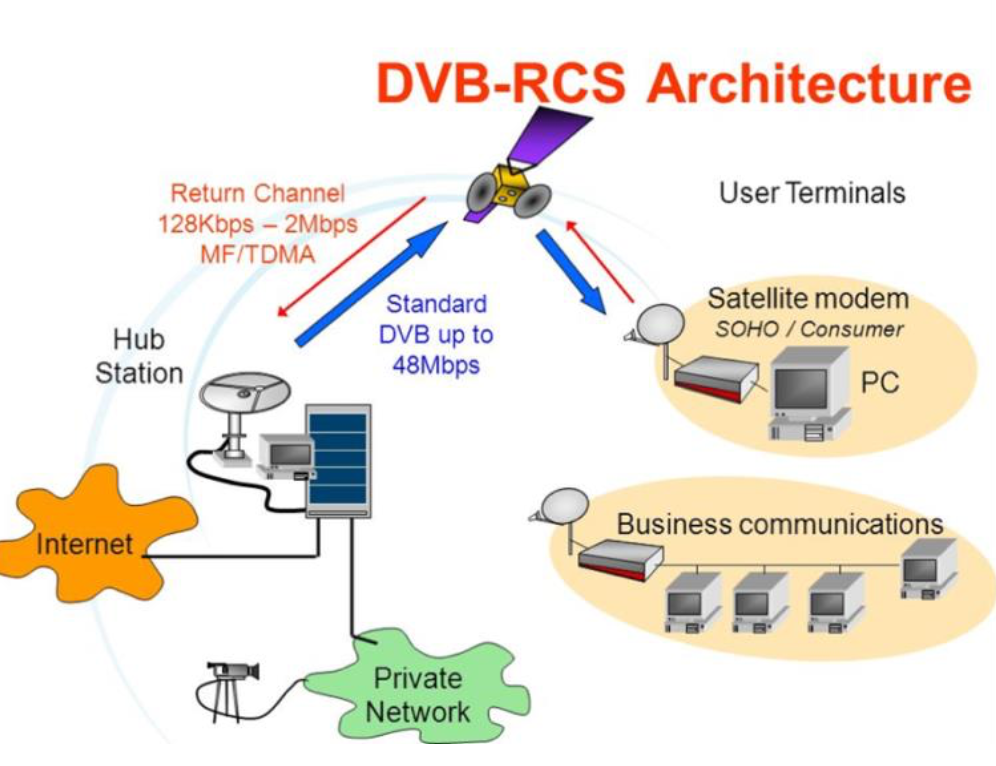 DVB-RCS Architecture
Return Channel
128Kbps – 2Mbps
MF/TDMA
User Terminals
Standard
DVB up to
48Mbps
Satellite modem
SOHO / Consumer
PC
Hub
Station
Business communications
Internet
Private
Network